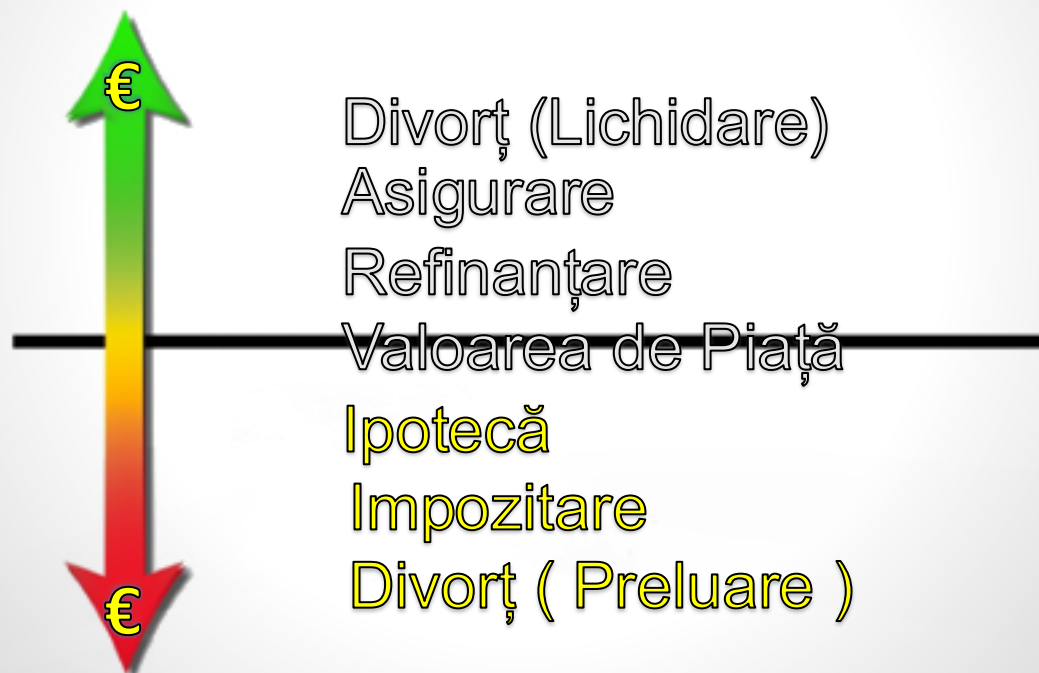 €
Divorț (Lichidare)
Asigurare
Refinanțare
Valoarea de Piață
Ipotecă
Impozitare
Divorț ( Preluare )
€